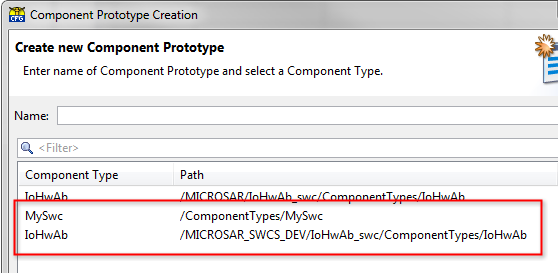 CFG Component Prototype Creation
Create new Component Prototype
Enter name of Component Prototype and select a Component Type.
Name:
<Filter>
Component Type Path
IoHwAb /MICROSAR/IoHwAb_swc/ComponentTypes/IoHwAb
MySwc /ComponentTypes/MySwc
IoHwAb /MICROSAR_SWCS_DEV/IoHwAb_swc/ComponentTypes/IoHwAb